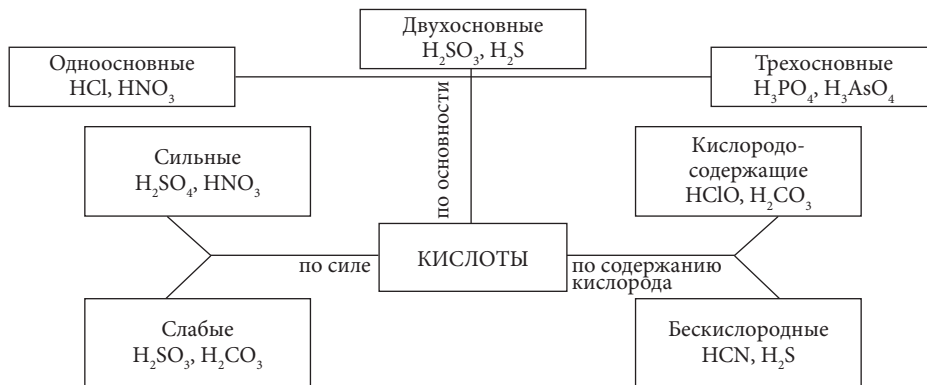 Двухосновные
H₂SO₃, H₂S
Одноосновные
HCl, HNO₃
Трехосновные
H₃PO₄, H₃AsO₄
по основности
Сильные
H₂SO₄, HNO₃
Кислородо-
содержащие
HClO, H₂CO₃
по силе
КИСЛОТЫ
по содержанию
кислорода
Слабые
H₂SO₃, H₂CO₃
Бескислородные
HCN, H₂S